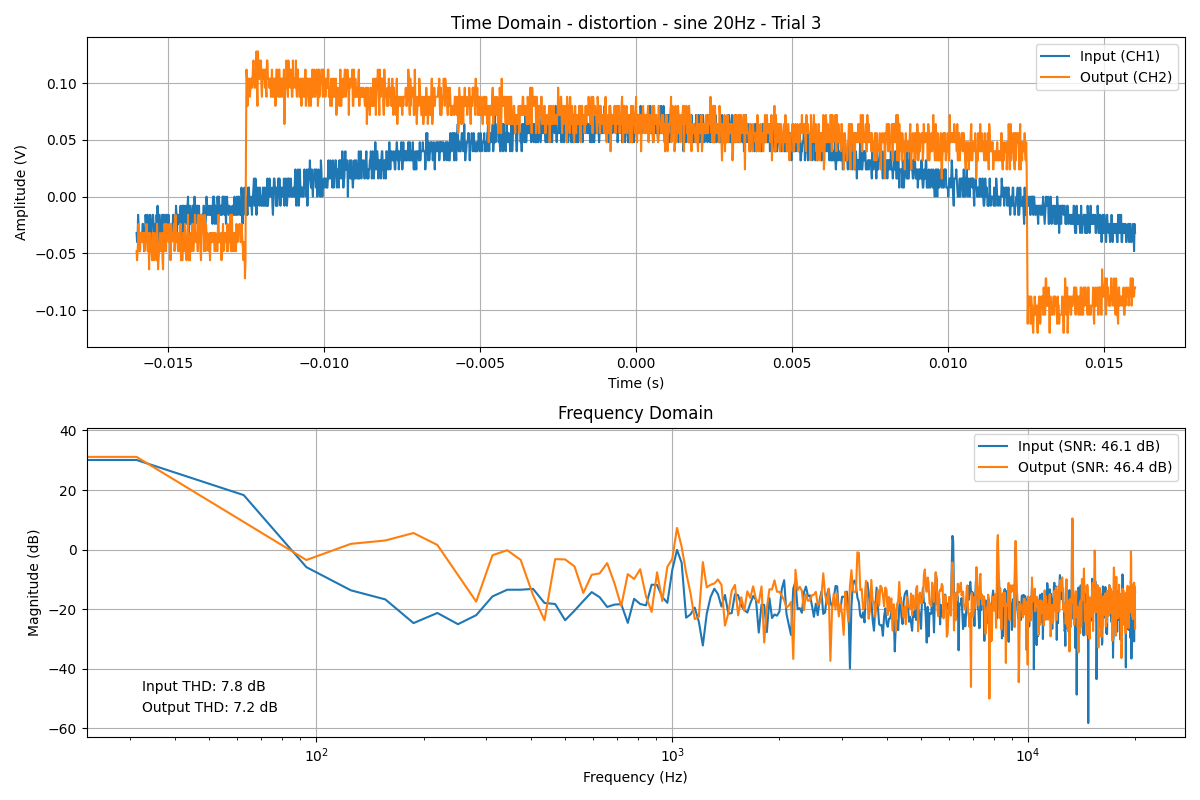 Time Domain - distortion - sine 20Hz - Trial 3
Input (CH1)
Output (CH2)
Amplitude (V)
0.10
0.05
0.00
−0.05
−0.10
−0.015
−0.010
−0.005
0.000
0.005
0.010
0.015
Time (s)
Frequency Domain
Input (SNR: 46.1 dB)
Output (SNR: 46.4 dB)
Magnitude (dB)
40
20
0
−20
−40
−60
Input THD: 7.8 dB
Output THD: 7.2 dB
10²
10³
10⁴
Frequency (Hz)